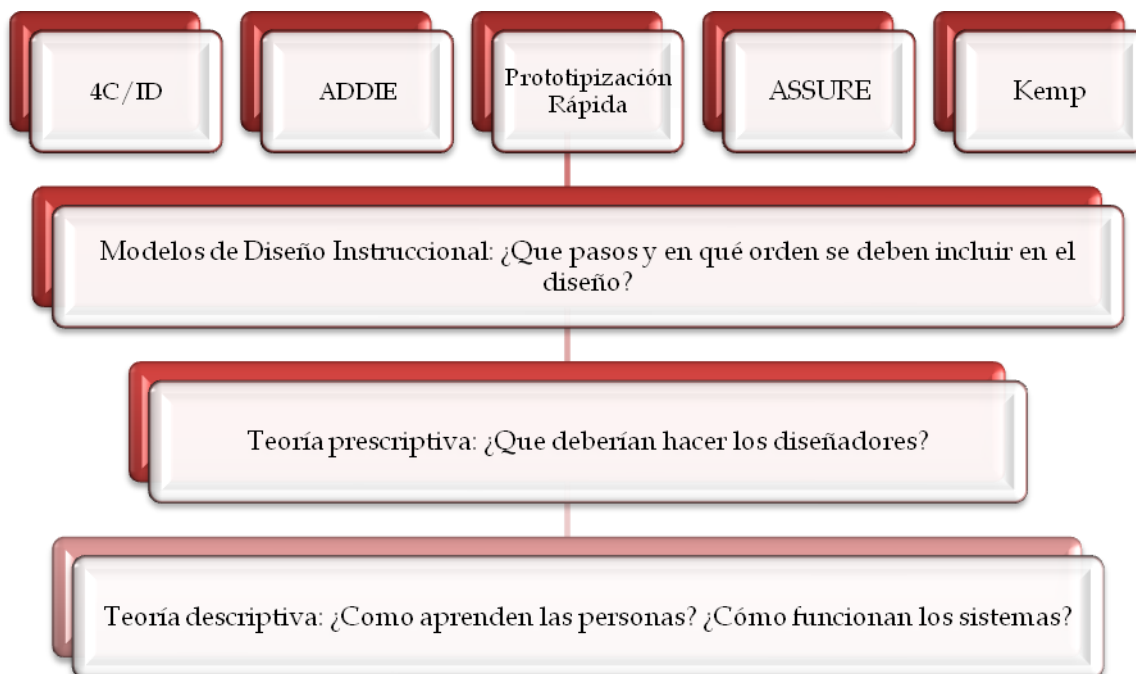 4C/ID
ADDIE
Prototipización
Rápida
ASSURE
Kemp
Modelos de Diseño Instruccional: ¿Que pasos y en qué orden se deben incluir en el
diseño?
Teoría prescriptiva: ¿Que deberían hacer los diseñadores?
Teoría descriptiva: ¿Como aprenden las personas? ¿Cómo funcionan los sistemas?